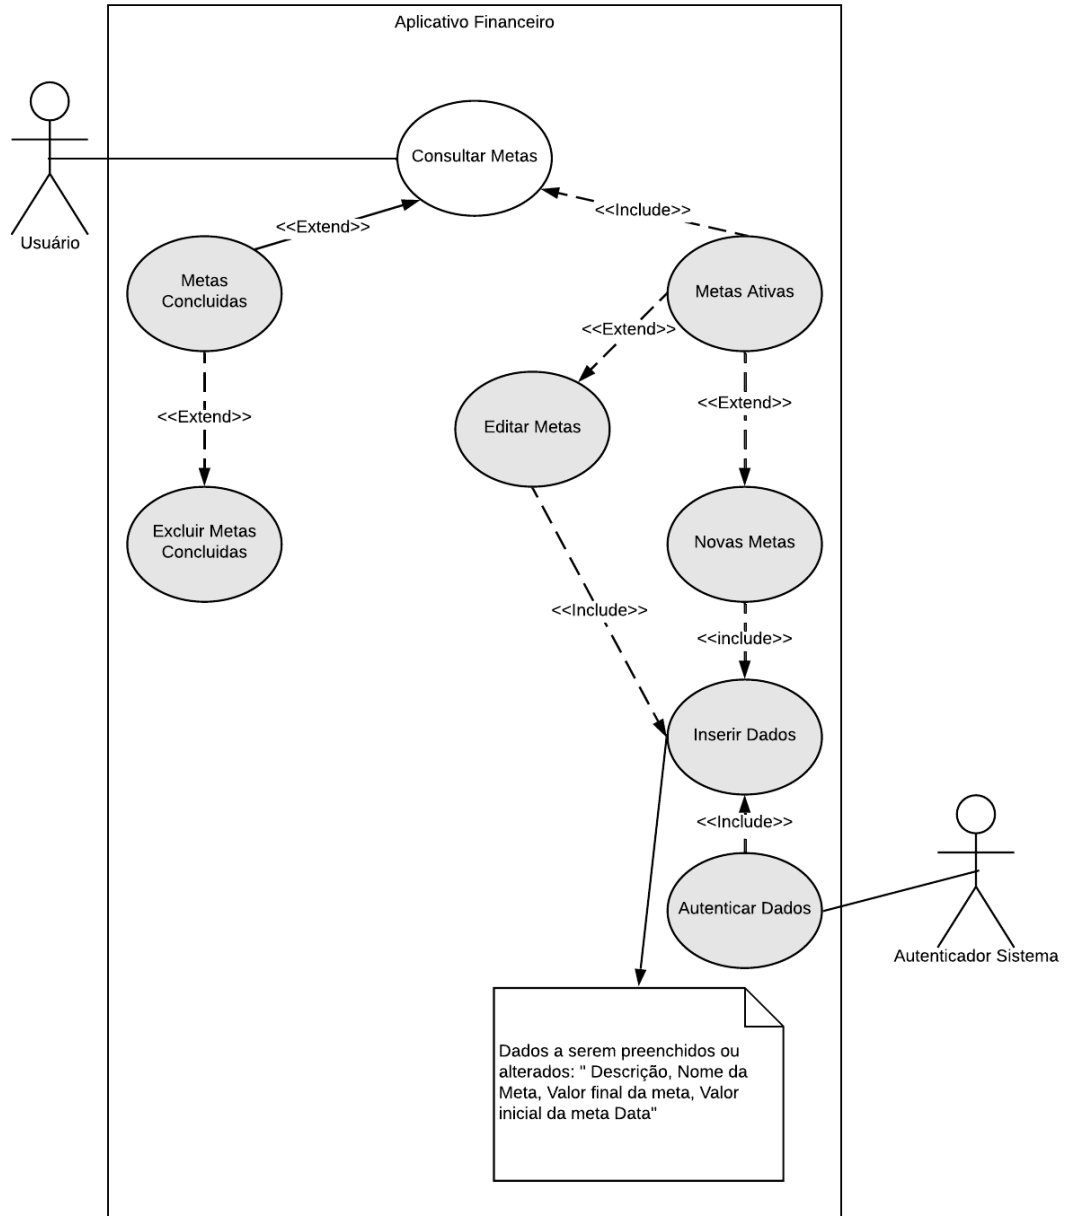 Aplicativo Financeiro
Consultar Metas
<<Include>>
<<Extend>>
Usuário
Metas
Concluidas
Metas Ativas
<<Extend>>
<<Extend>>
<<Extend>>
Editar Metas
Excluir Metas
Concluidas
Novas Metas
<<Include>>
<<include>>
Inserir Dados
<<Include>>
Autenticar Dados
Autenticador Sistema
Dados a serem preenchidos ou
alterados: " Descrição, Nome da
Meta, Valor final da meta, Valor
inicial da meta Data"